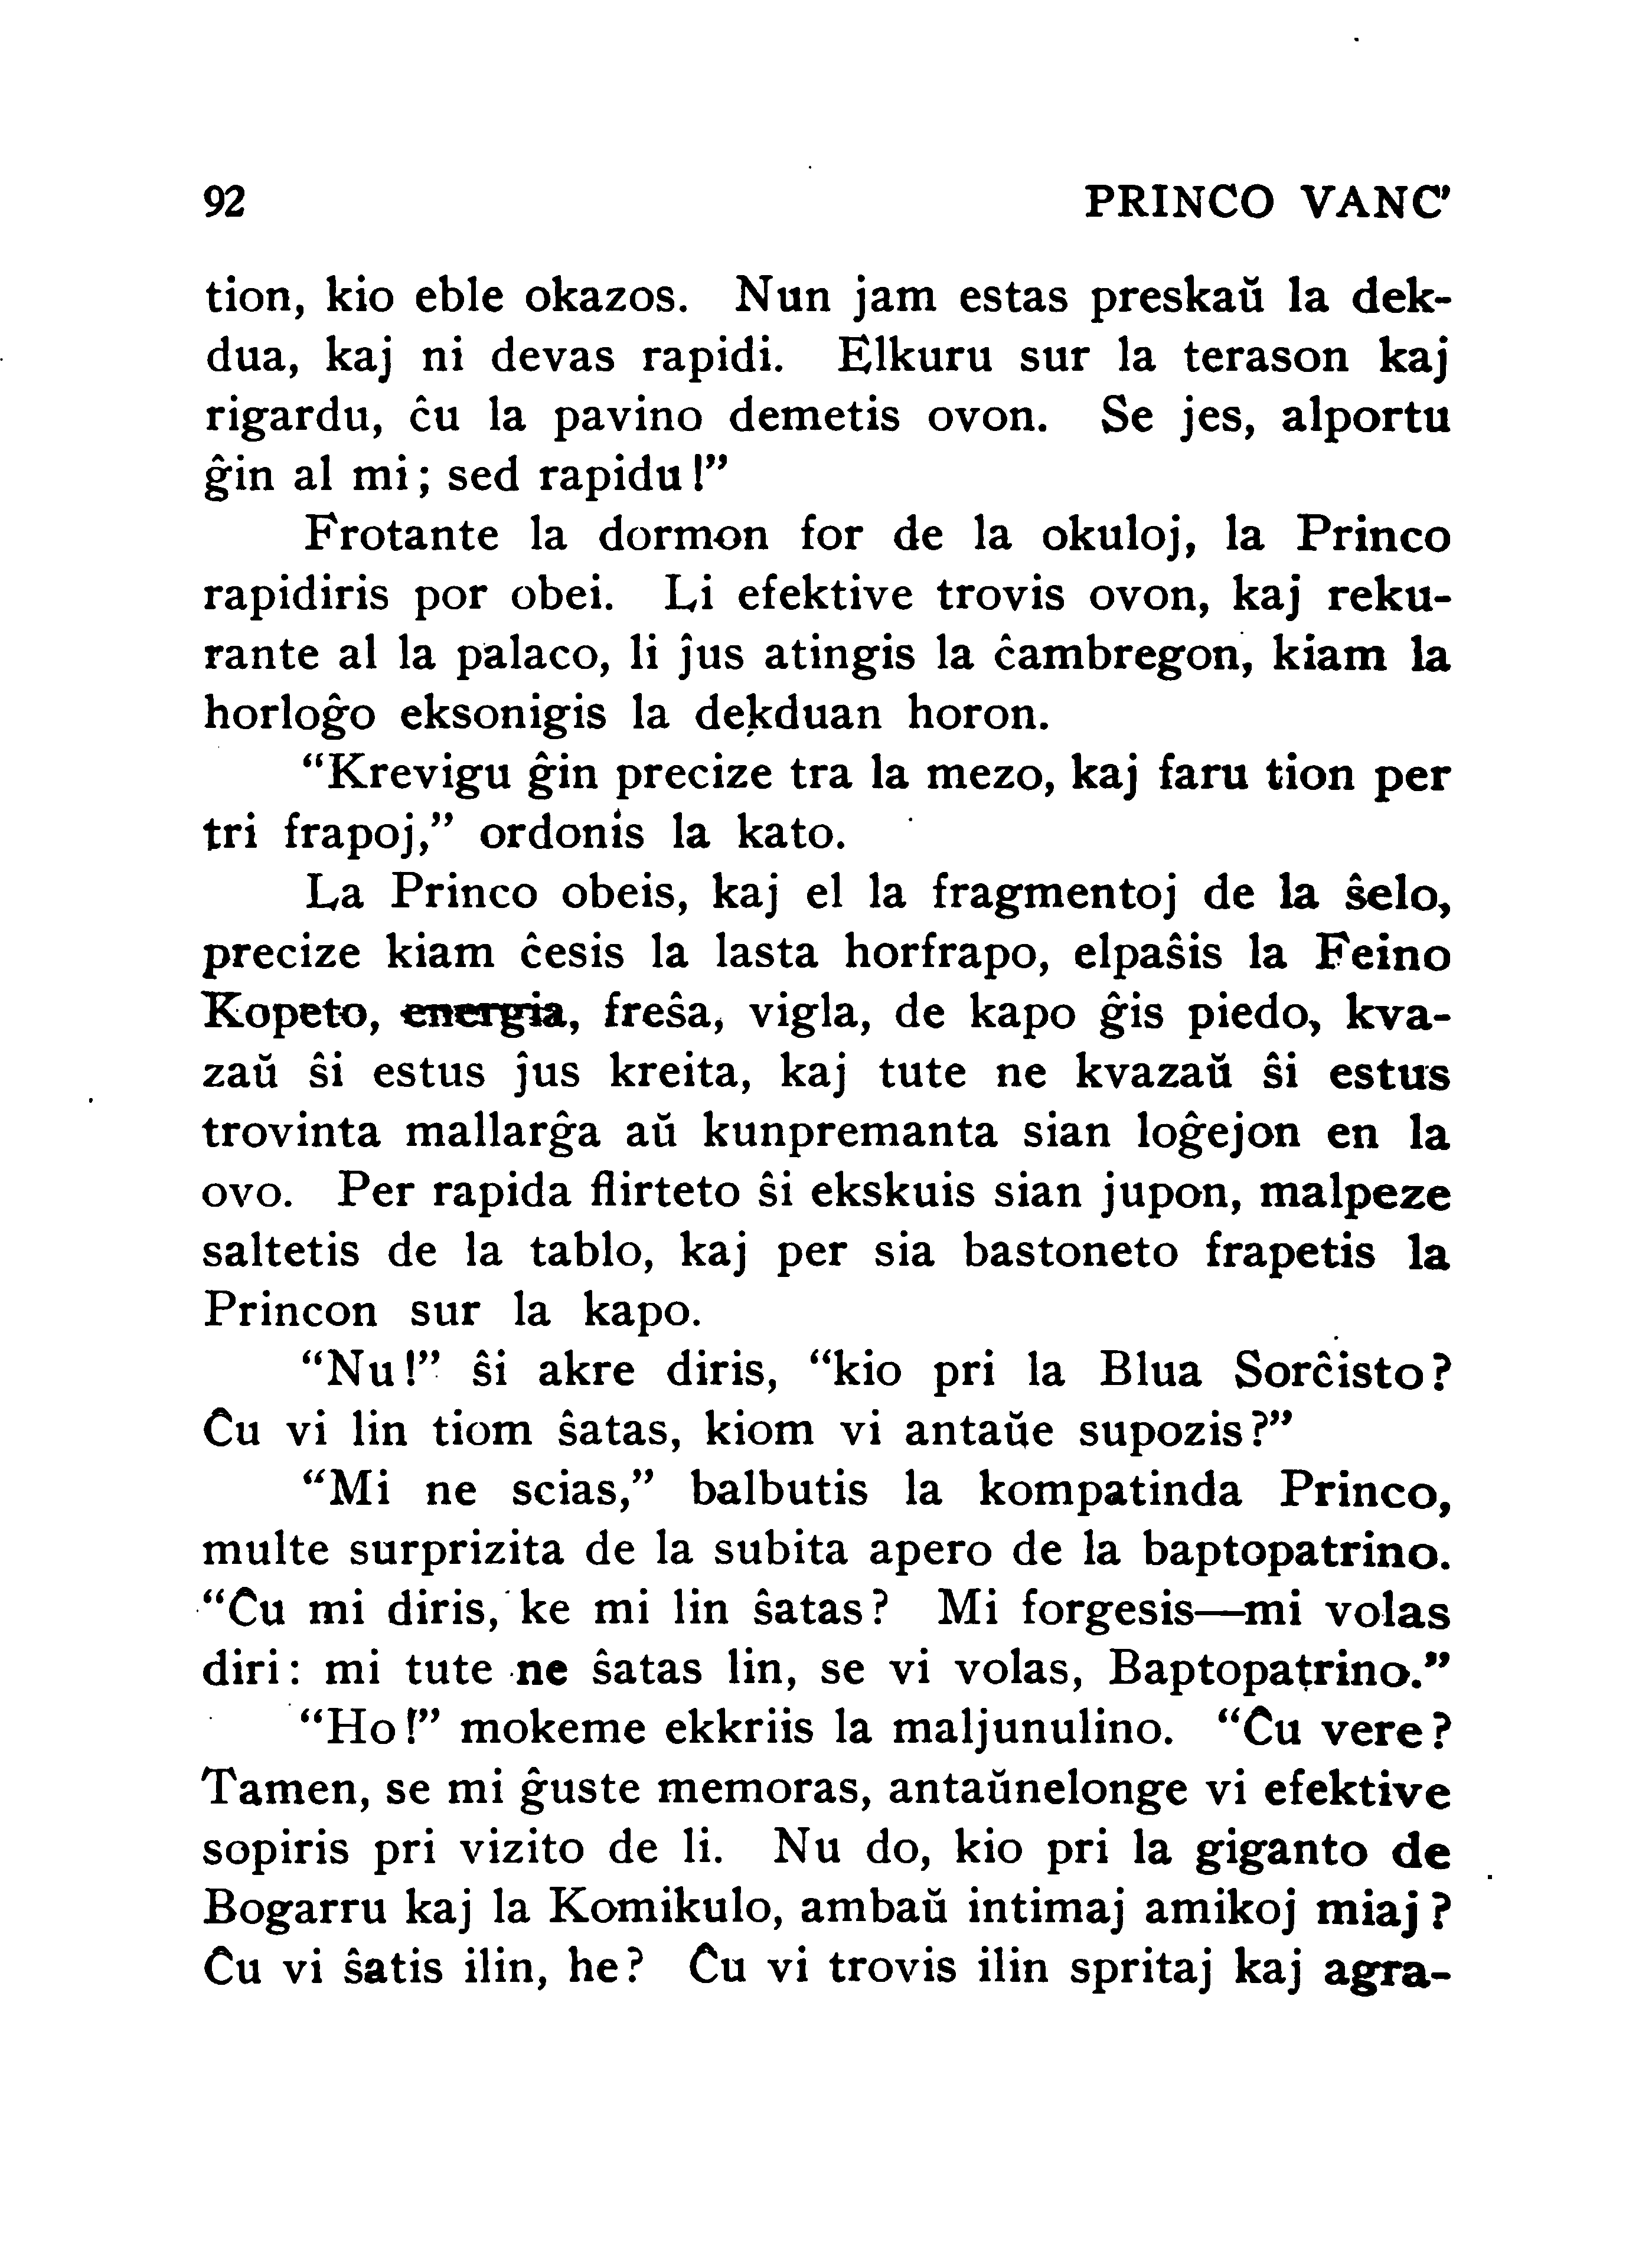 92 PRINCO VANC’
tion, kio eble okazos. Nun jam estas preskaŭ la dek-
dua, kaj ni devas rapidi. Elkuru sur la terason kaj
rigardu, ĉu la pavino demetis ovon. Se jes, alportu
ĝin al mi; sed rapidu!”
Frotante la dormon for de la okuloj, la Princo
rapidiris por obei. Li efektive trovis ovon, kaj reku-
rante al la palaco, li ĵus atingis la ĉambregon, kiam la
horloĝo eksonigis la dekduan horon.
“Krevigu ĝin precize tra la mezo, kaj faru tion per
tri frapoj,” ordonis la kato.
La Princo obeis, kaj el la fragmentoj de la ŝelo,
precize kiam ĉesis la lasta horfrapo, elpaŝis la Feino
Kopeto, energia, freŝa, vigla, de kapo ĝis piedo, kva-
zaŭ ŝi estus ĵus kreita, kaj tute ne kvazaŭ ŝi estus
trovinta mallarĝa aŭ kunpremanta sian loĝejon en la
ovo. Per rapida flirteto ŝi ekskuis sian jupon, malpeze
saltetis de la tablo, kaj per sia bastoneto frapetis la
Princon sur la kapo.
“Nu!” ŝi akre diris, “kio pri la Blua Sorĉisto?
Ĉu vi lin tiom ŝatas, kiom vi antaŭe supozis?”
“Mi ne scias,” balbutis la kompatinda Princo,
multe surprizita de la subita apero de la baptopatrino.
“Ĉu mi diris, ke mi lin ŝatas? Mi forgesis—mi volas
diri: mi tute ne ŝatas lin, se vi volas, Baptopatrino.”
“Ho!” mokeme ekkriis la maljunulino. “Ĉu vere?
Tamen, se mi ĝuste memoras, antaŭnelonge vi efektive
sopiris pri vizito de li. Nu do, kio pri la giganto de
Bogarru kaj la Komikulo, ambaŭ intimaj amikoj miaj?
Ĉu vi ŝatis ilin, he? Ĉu vi trovis ilin spritaj kaj agra-